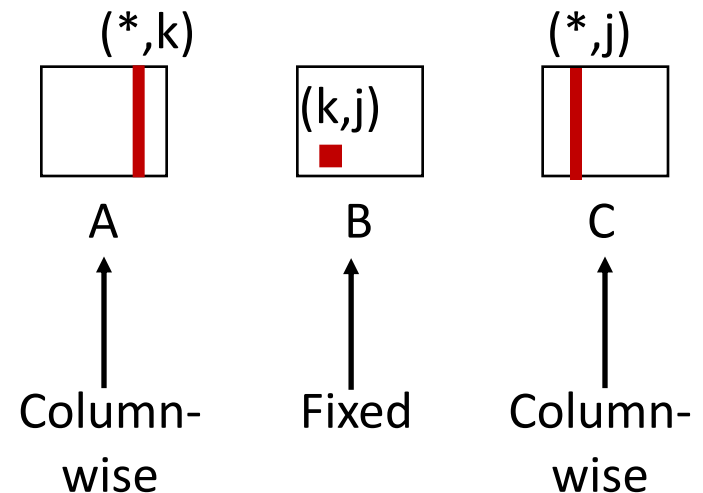 (*,k)
(*,j)
(k,j)
A
B
C
Column-
wise
Fixed
Column-
wise